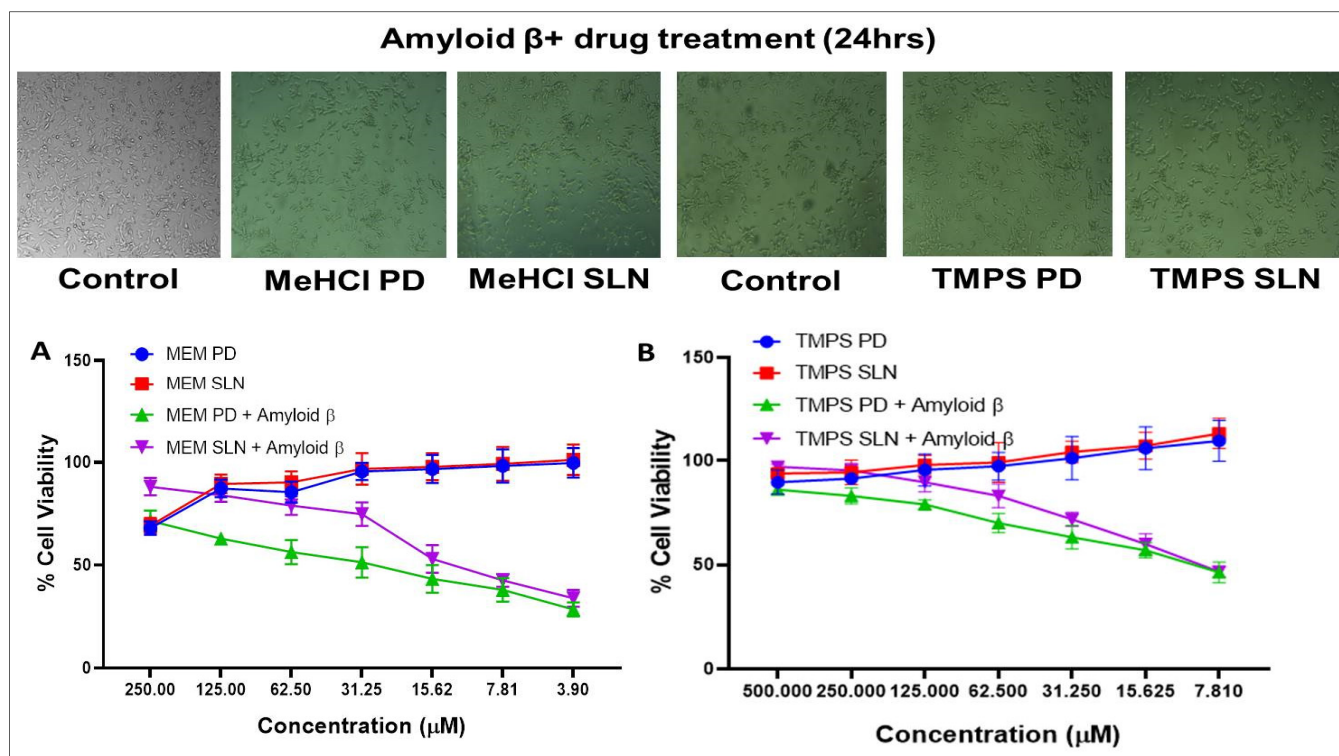 Amyloid β+ drug treatment (24hrs)
Control
MeHCl PD
MeHCl SLN
Control
TMPS PD
TMPS SLN
A
MEM PD
MEM SLN
MEM PD + Amyloid β
MEM SLN + Amyloid β
% Cell Viability
150
100
50
0
250.00 125.00 62.50 31.25 15.62 7.81 3.90
Concentration (μM)
B
TMPS PD
TMPS SLN
TMPS PD + Amyloid β
TMPS SLN + Amyloid β
% Cell Viability
150
100
50
0
500.000 250.000 125.000 62.500 31.250 15.625 7.810
Concentration (μM)